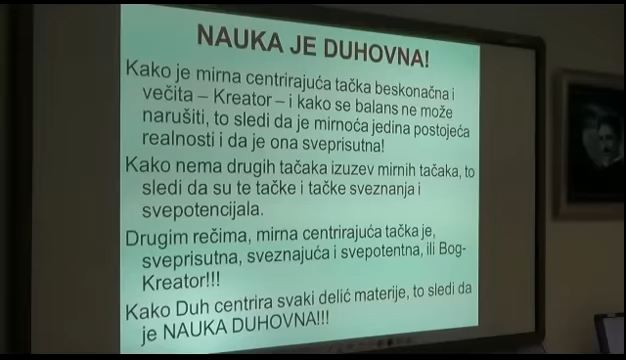 NAUKA JE DUHOVNA!
Kako je mirna centrirajuća tačka beskonačna i
večita – Kreator – i kako se balans ne može
narušiti, to sledi da je mirnoća jedina postojeća
realnosti i da je ona sveprisutna!
Kako nema drugih tačaka izuzev mirnih tačaka, to
sledi da su te tačke i tačke sveznanja i
svepotencijala.
Drugim rečima, mirna centrirajuća tačka je,
sveprisutna, sveznajuća i svepotentna, ili Bog-
Kreator!!!
Kako Duh centrira svaki delić materije, to sledi da
je NAUKA DUHOVNA!!!